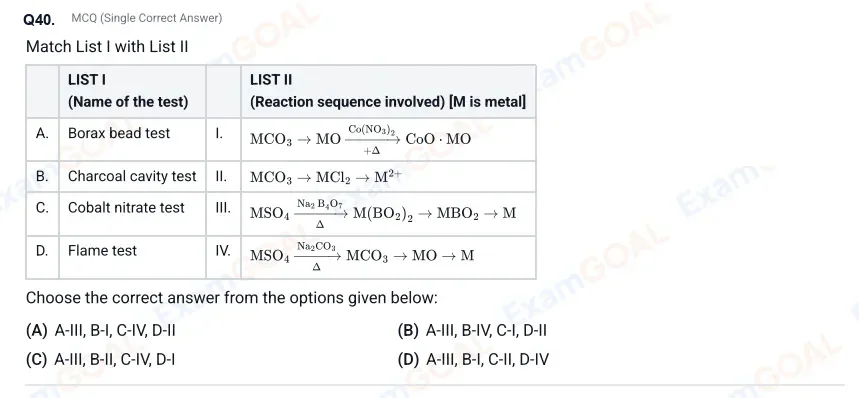 Q40. MCQ (Single Correct Answer)
Match List I with List II
LIST I
(Name of the test)
LIST II
(Reaction sequence involved) [M is metal]
A. Borax bead test I. MCO₃ → MO \xrightarrow[+Δ]{Co(NO₃)₂} CoO · MO
B. Charcoal cavity test II. MCO₃ → MCl₂ → M²⁺
C. Cobalt nitrate test III. MSO₄ \xrightarrow[Δ]{Na₂B₄O₇} M(BO₂)₂ → MBO₂ → M
D. Flame test IV. MSO₄ \xrightarrow[Δ]{Na₂CO₃} MCO₃ → MO → M
Choose the correct answer from the options given below:
(A) A-III, B-I, C-IV, D-II (B) A-III, B-IV, C-I, D-II
(C) A-III, B-II, C-IV, D-I (D) A-III, B-I, C-II, D-IV
ExamGOAL